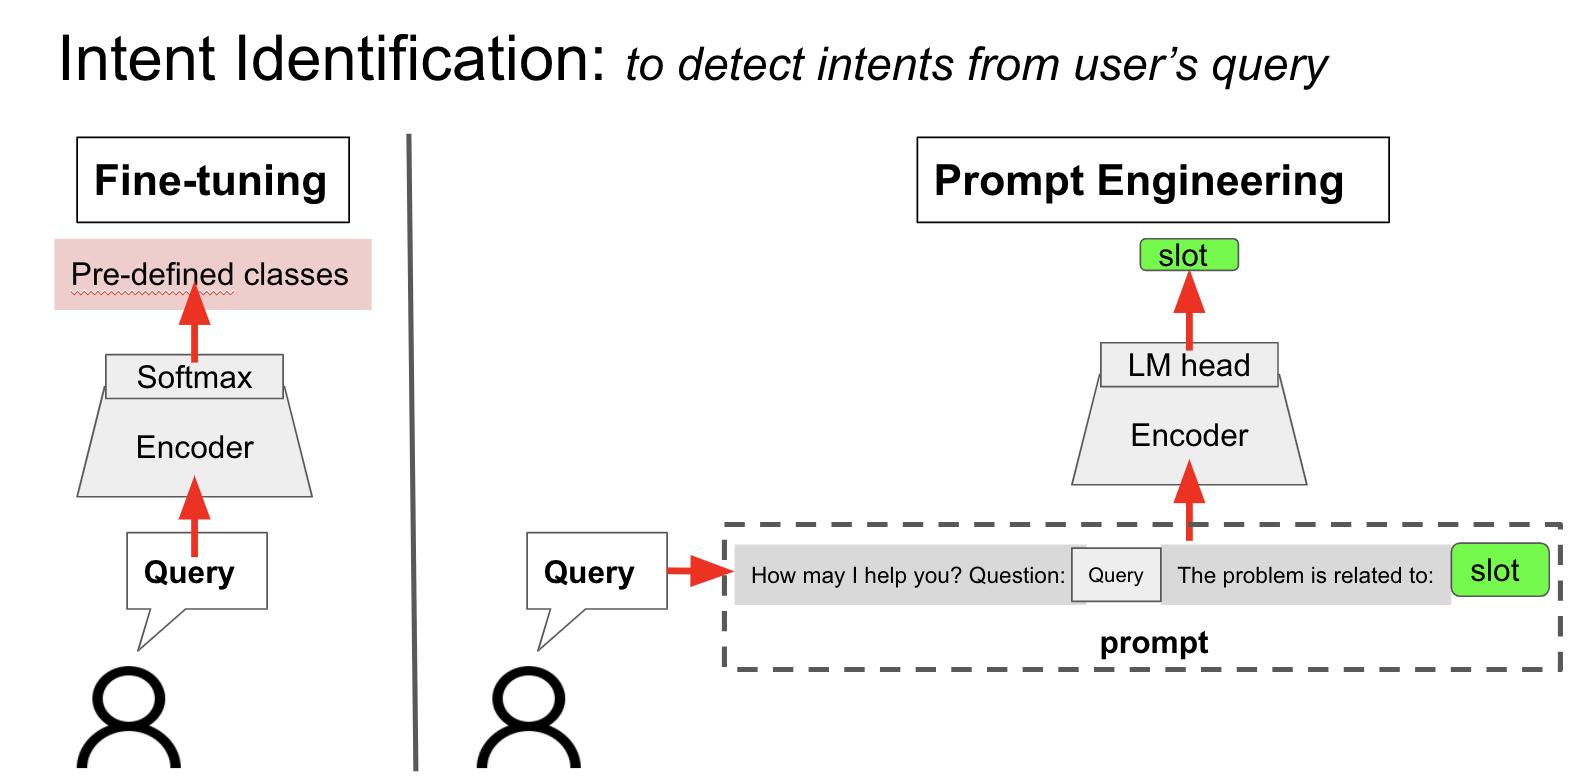 Intent Identification: to detect intents from user’s query
Fine-tuning
Pre-defined classes
Softmax
Encoder
Query
Prompt Engineering
slot
LM head
Encoder
Query
How may I help you? Question: Query The problem is related to: slot
prompt